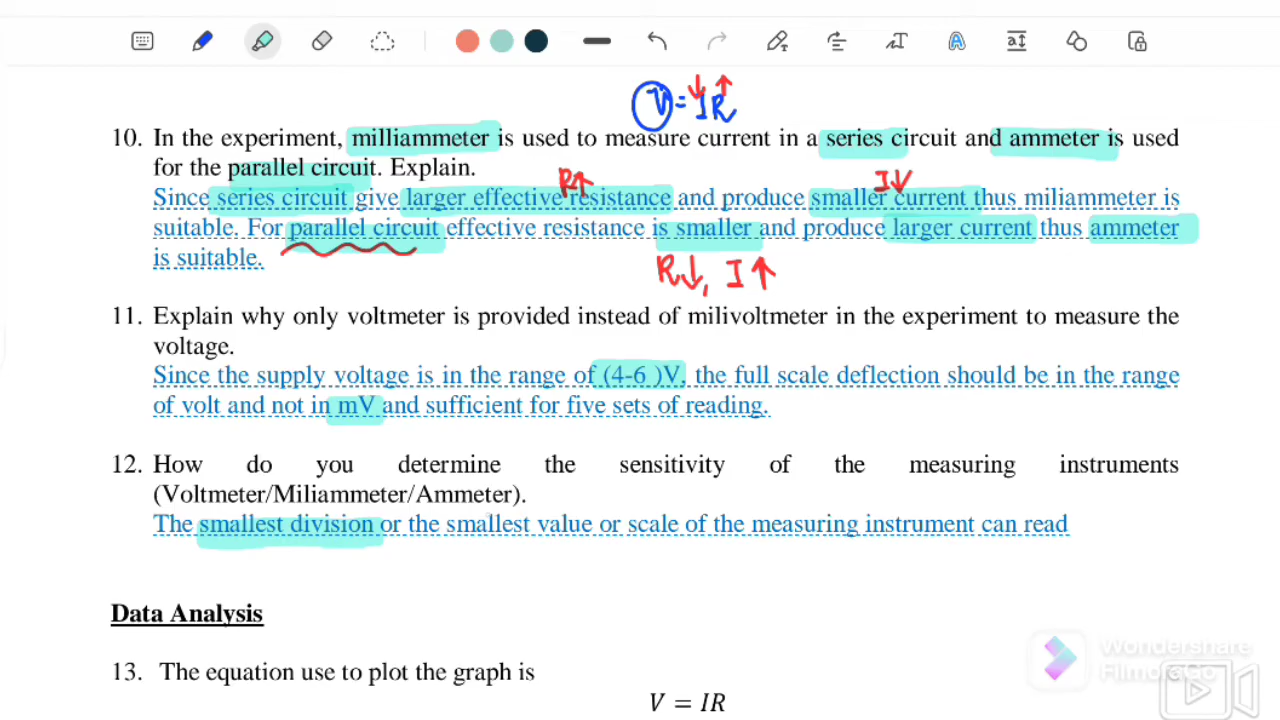 V = ↓I R↑
10. In the experiment, milliammeter is used to measure current in a series circuit and ammeter is used
for the parallel circuit. Explain.
R↑ I↓
Since series circuit give larger effective resistance and produce smaller current thus miliammeter is
suitable. For parallel circuit effective resistance is smaller and produce larger current thus ammeter
is suitable.
R↓, I↑
11. Explain why only voltmeter is provided instead of milivoltmeter in the experiment to measure the
voltage.
Since the supply voltage is in the range of (4-6 )V, the full scale deflection should be in the range
of volt and not in mV and sufficient for five sets of reading.
12. How do you determine the sensitivity of the measuring instruments
(Voltmeter/Miliammeter/Ammeter).
The smallest division or the smallest value or scale of the measuring instrument can read
Data Analysis
Wondershare
13. The equation use to plot the graph is
FilmoraGo
V = IR